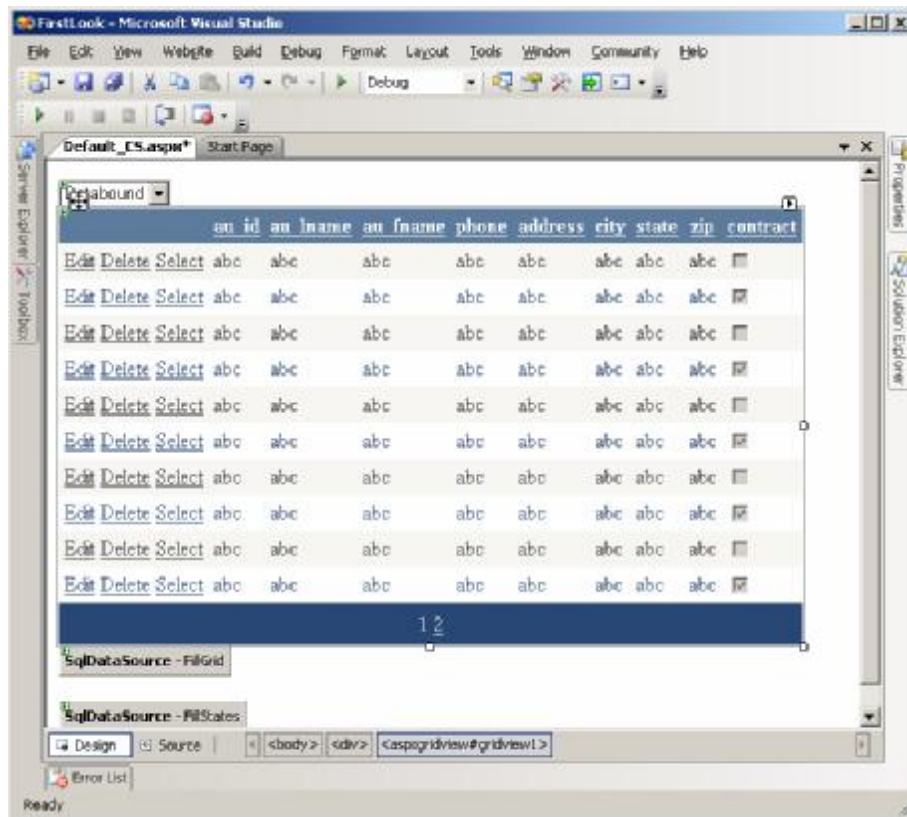 FirstLook - Microsoft Visual Studio
File Edit View Website Build Debug Format Layout Tools Window Community Help
Debug
Default_CS.aspx* Start Page
Server Explorer
Toolbox
Properties
Solution Explorer
Databound
au_id au_lname au_fname phone address city state zip contract
Edit Delete Select abc abc abc abc abc abc abc abc
Edit Delete Select abc abc abc abc abc abc abc abc
Edit Delete Select abc abc abc abc abc abc abc abc
Edit Delete Select abc abc abc abc abc abc abc abc
Edit Delete Select abc abc abc abc abc abc abc abc
Edit Delete Select abc abc abc abc abc abc abc abc
Edit Delete Select abc abc abc abc abc abc abc abc
Edit Delete Select abc abc abc abc abc abc abc abc
Edit Delete Select abc abc abc abc abc abc abc abc
Edit Delete Select abc abc abc abc abc abc abc abc
1 2
SqlDataSource - FillGrid
SqlDataSource - FillStates
Design Source <body> <div> <asp:gridview#gridview1>
Error List
Ready